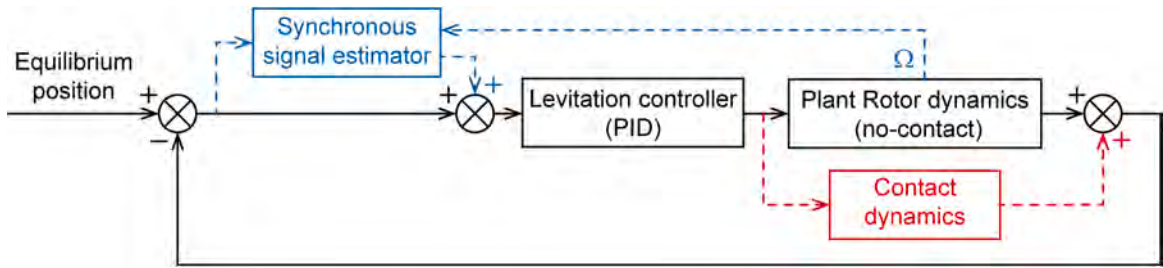 Synchronous
signal estimator
Equilibrium
position
Ω
+
−
+
+
Levitation controller
(PID)
Plant Rotor dynamics
(no-contact)
+
+
Contact
dynamics